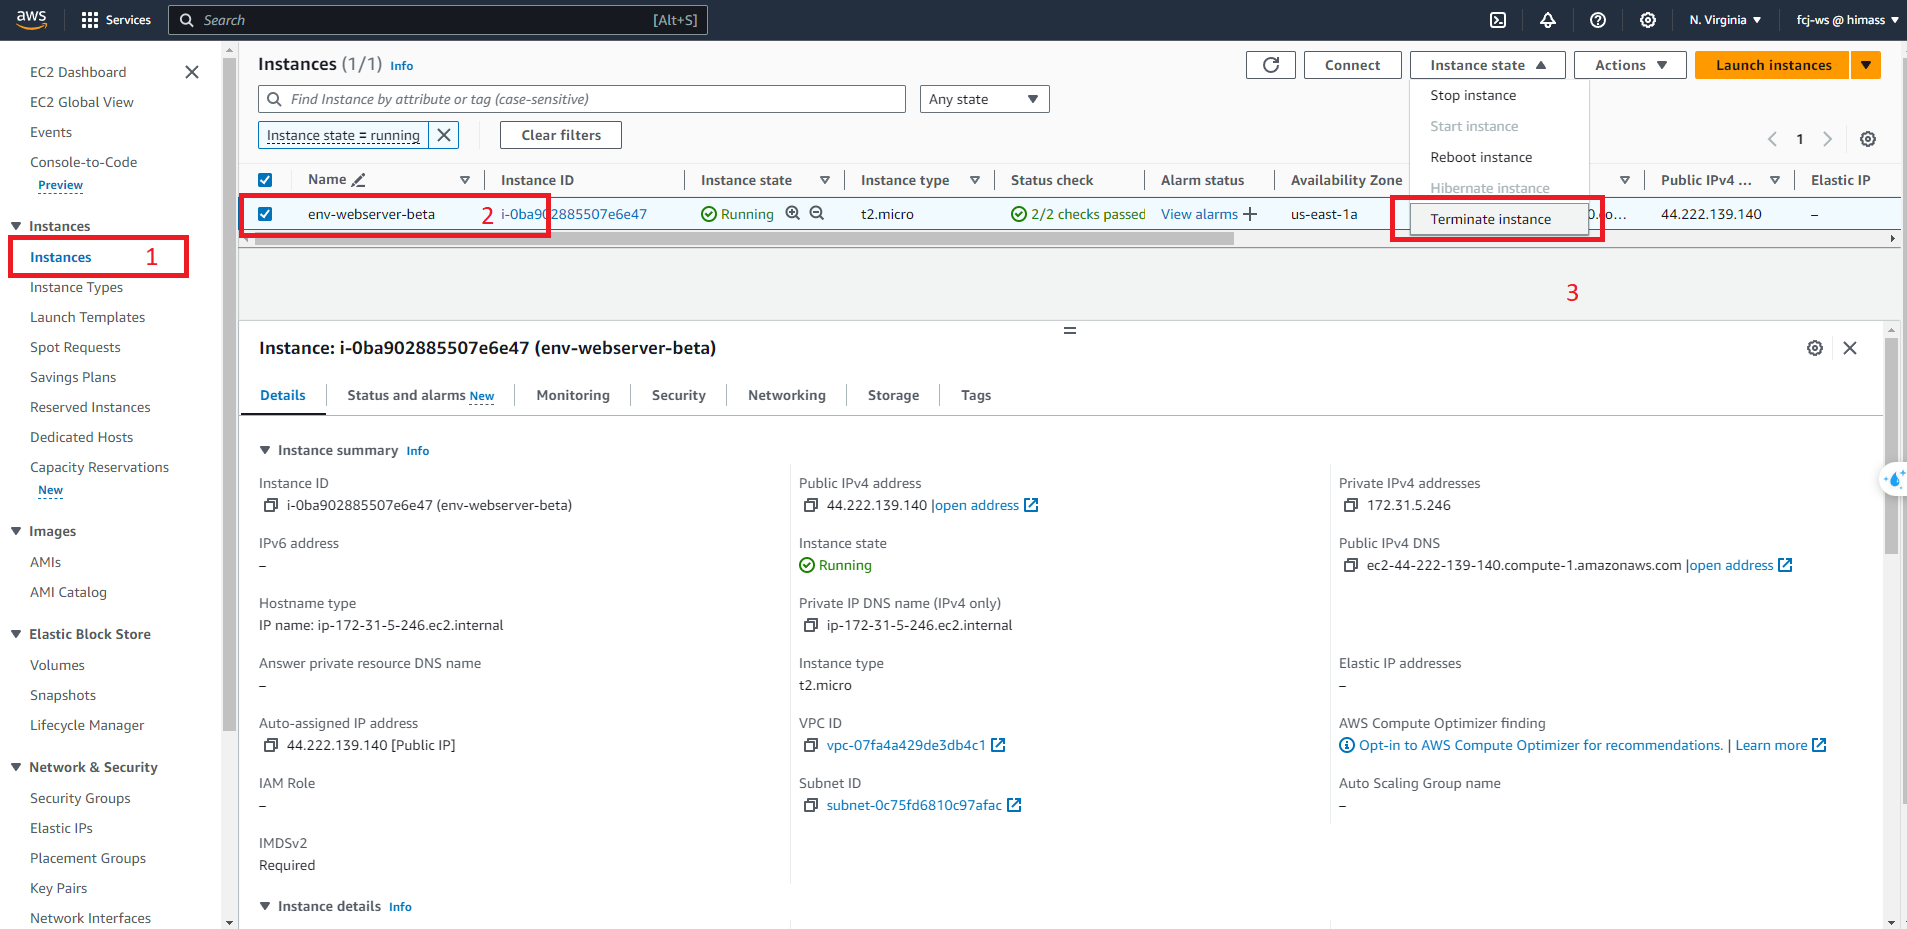 aws
Services
Search
[Alt+S]
N. Virginia
fcj-ws @ himass
EC2 Dashboard
EC2 Global View
Events
Console-to-Code
Preview
Instances
Instances 1
Instance Types
Launch Templates
Spot Requests
Savings Plans
Reserved Instances
Dedicated Hosts
Capacity Reservations
New
Images
AMIs
AMI Catalog
Elastic Block Store
Volumes
Snapshots
Lifecycle Manager
Network & Security
Security Groups
Elastic IPs
Placement Groups
Key Pairs
Network Interfaces
Instances (1/1) Info
Connect
Instance state
Actions
Launch instances
Find Instance by attribute or tag (case-sensitive)
Any state
Instance state = running
Clear filters
1
Stop instance
Start instance
Reboot instance
Hibernate instance
Terminate instance
Name Instance ID Instance state Instance type Status check Alarm status Availability Zone Public IPv4 ... Elastic IP
env-webserver-beta 2 i-0ba902885507e6e47 Running t2.micro 2/2 checks passed View alarms + us-east-1a 0.co... 44.222.139.140 –
3
Instance: i-0ba902885507e6e47 (env-webserver-beta)
Details
Status and alarms New
Monitoring
Security
Networking
Storage
Tags
Instance summary Info
Instance ID
i-0ba902885507e6e47 (env-webserver-beta)
Public IPv4 address
44.222.139.140 |open address
Private IPv4 addresses
172.31.5.246
IPv6 address
–
Instance state
Running
Public IPv4 DNS
ec2-44-222-139-140.compute-1.amazonaws.com |open address
Hostname type
IP name: ip-172-31-5-246.ec2.internal
Private IP DNS name (IPv4 only)
ip-172-31-5-246.ec2.internal
Answer private resource DNS name
–
Instance type
t2.micro
Elastic IP addresses
–
Auto-assigned IP address
44.222.139.140 [Public IP]
VPC ID
vpc-07fa4a429de3db4c1
AWS Compute Optimizer finding
Opt-in to AWS Compute Optimizer for recommendations. | Learn more
IAM Role
–
Subnet ID
subnet-0c75fd6810c97afac
Auto Scaling Group name
–
IMDSv2
Required
Instance details Info